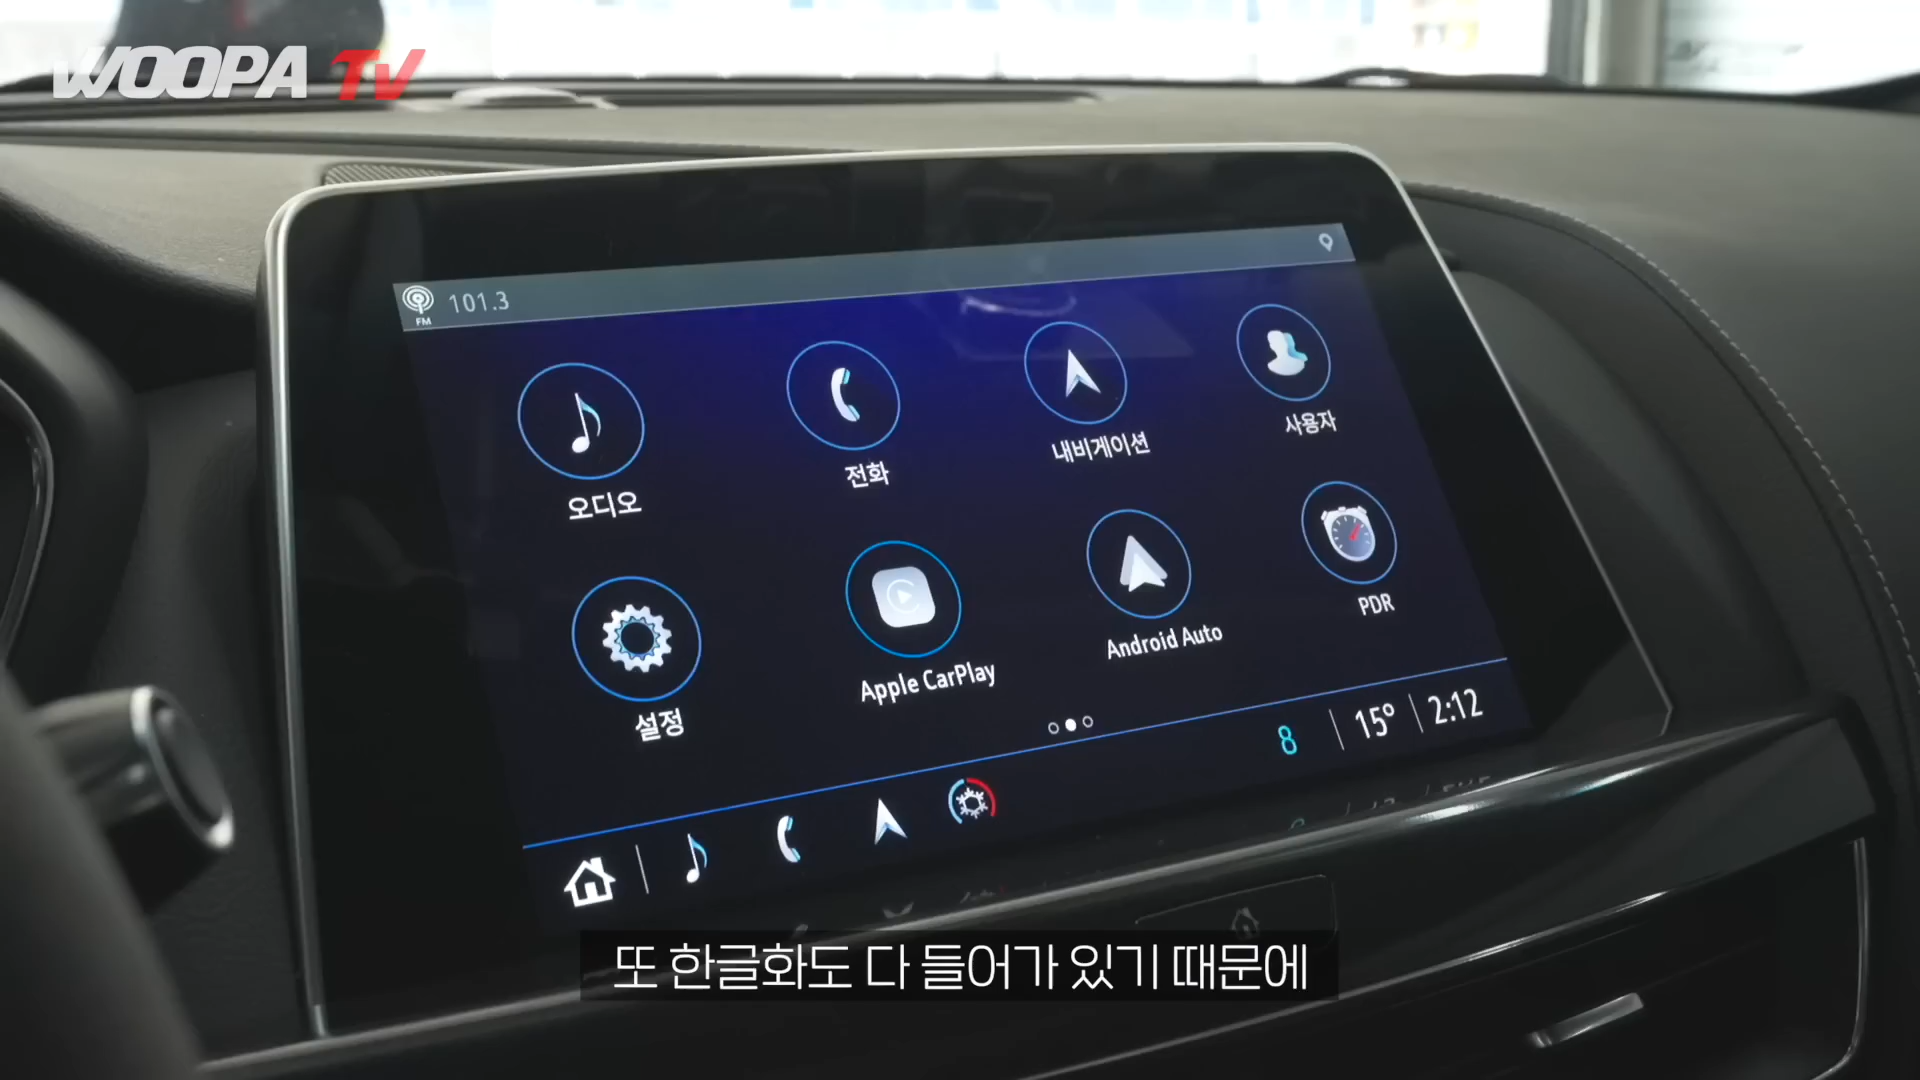 WOOPA TV
FM 101.3
오디오
전화
내비게이션
사용자
설정
Apple CarPlay
Android Auto
PDR
8 15° 2:12
또 한글화도 다 들어가 있기 때문에